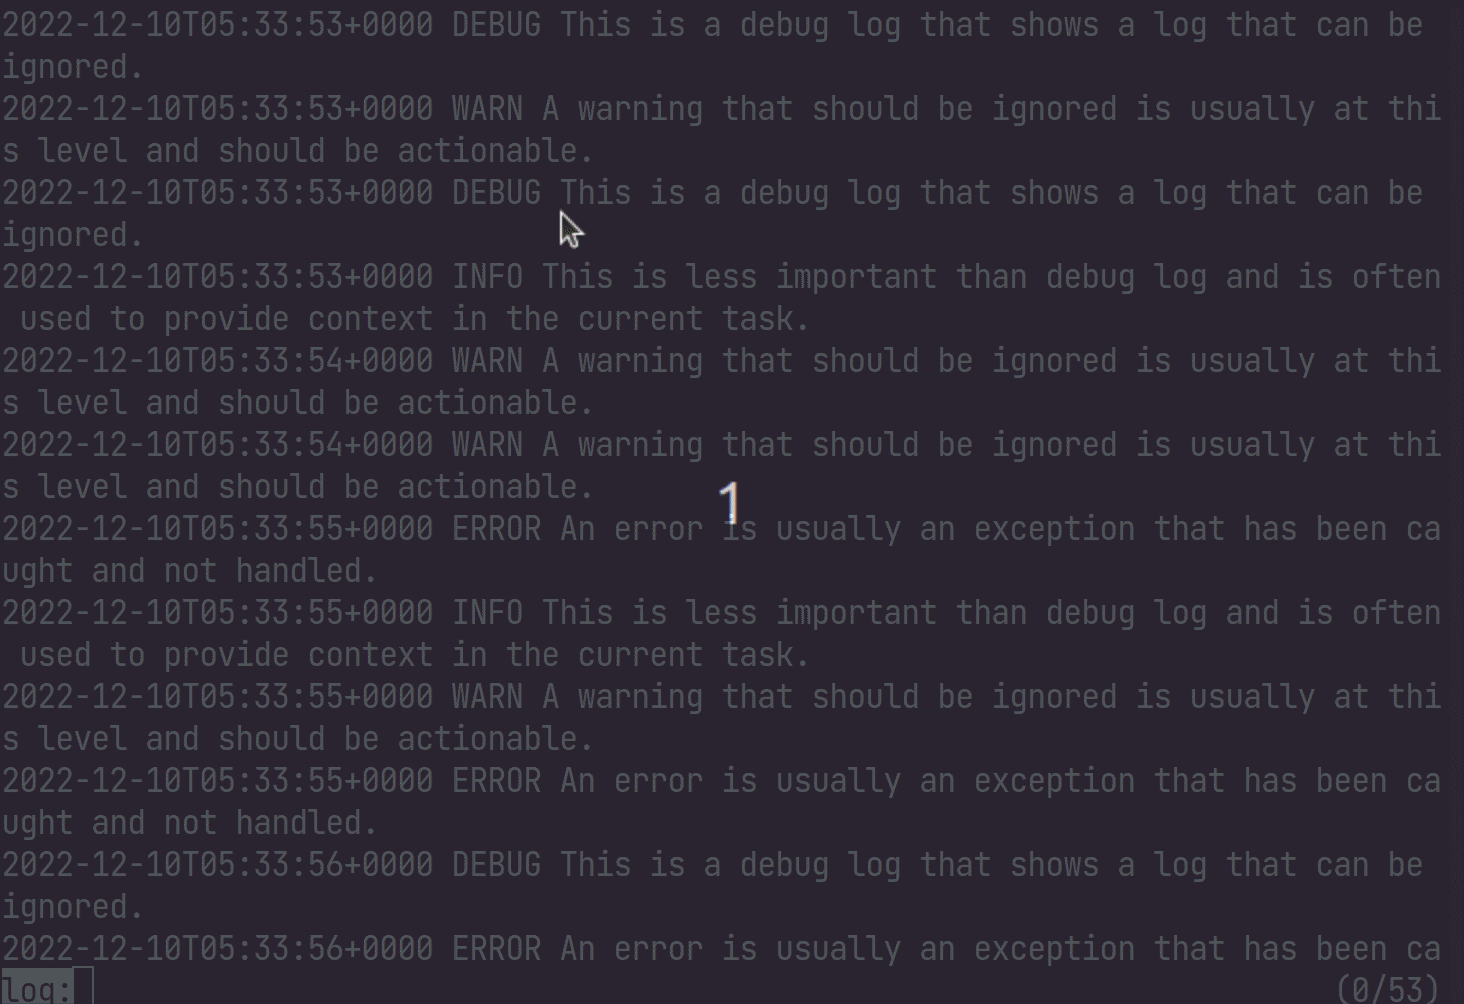 2022-12-10T05:33:53+0000 DEBUG This is a debug log that shows a log that can be
ignored.
2022-12-10T05:33:53+0000 WARN A warning that should be ignored is usually at thi
s level and should be actionable.
2022-12-10T05:33:53+0000 DEBUG This is a debug log that shows a log that can be
ignored.
2022-12-10T05:33:53+0000 INFO This is less important than debug log and is often
 used to provide context in the current task.
2022-12-10T05:33:54+0000 WARN A warning that should be ignored is usually at thi
s level and should be actionable.
2022-12-10T05:33:54+0000 WARN A warning that should be ignored is usually at thi
s level and should be actionable.
1
2022-12-10T05:33:55+0000 ERROR An error is usually an exception that has been ca
ught and not handled.
2022-12-10T05:33:55+0000 INFO This is less important than debug log and is often
 used to provide context in the current task.
2022-12-10T05:33:55+0000 WARN A warning that should be ignored is usually at thi
s level and should be actionable.
2022-12-10T05:33:55+0000 ERROR An error is usually an exception that has been ca
ught and not handled.
2022-12-10T05:33:56+0000 DEBUG This is a debug log that shows a log that can be
ignored.
2022-12-10T05:33:56+0000 ERROR An error is usually an exception that has been ca
log: (0/53)